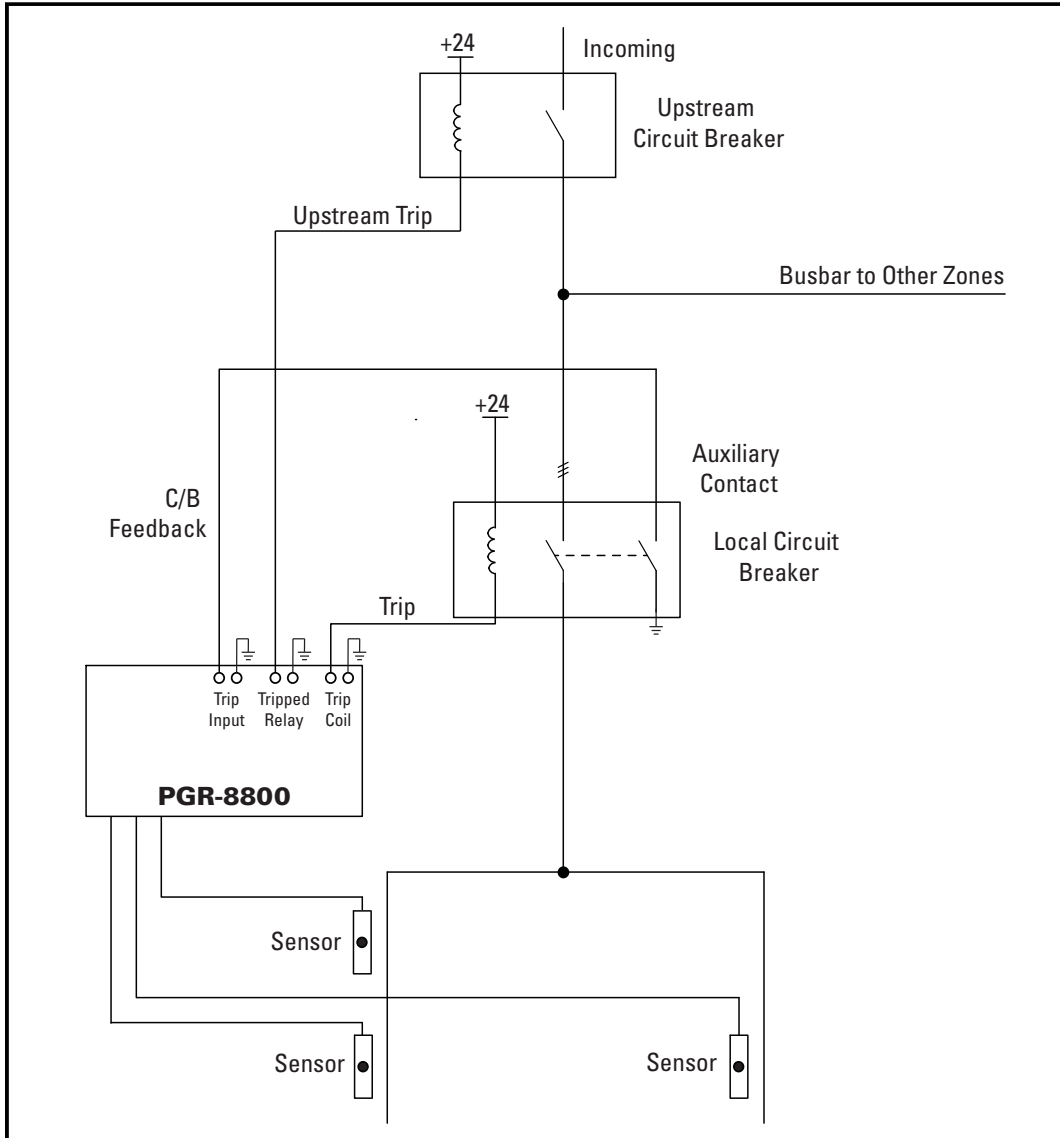 +24
Incoming
Upstream
Circuit Breaker
Upstream Trip
Busbar to Other Zones
+24
Auxiliary
Contact
C/B
Feedback
Local Circuit
Breaker
Trip
Trip
Input
Tripped
Relay
Trip
Coil
PGR-8800
Sensor
Sensor
Sensor